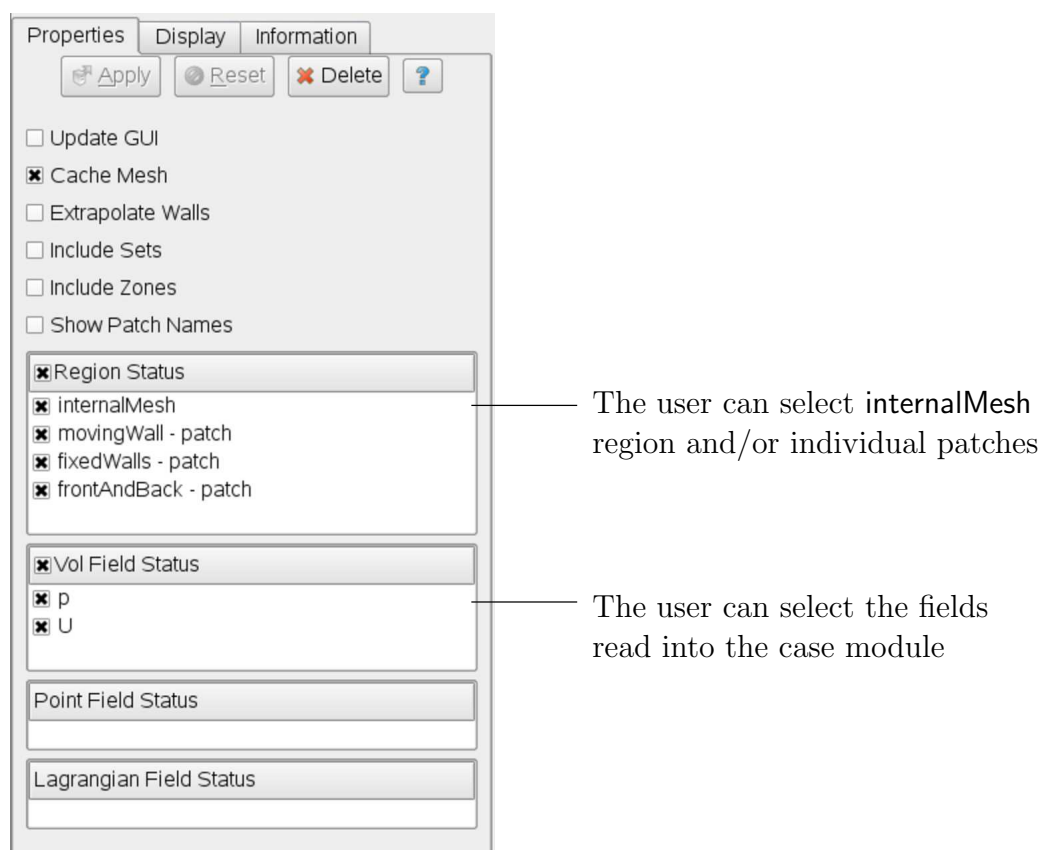 Properties Display Information
Apply Reset Delete ?
Update GUI
Cache Mesh
Extrapolate Walls
Include Sets
Include Zones
Show Patch Names
Region Status
internalMesh
movingWall - patch
fixedWalls - patch
frontAndBack - patch
The user can select internalMesh
region and/or individual patches
Vol Field Status
p
U
The user can select the fields
read into the case module
Point Field Status
Lagrangian Field Status